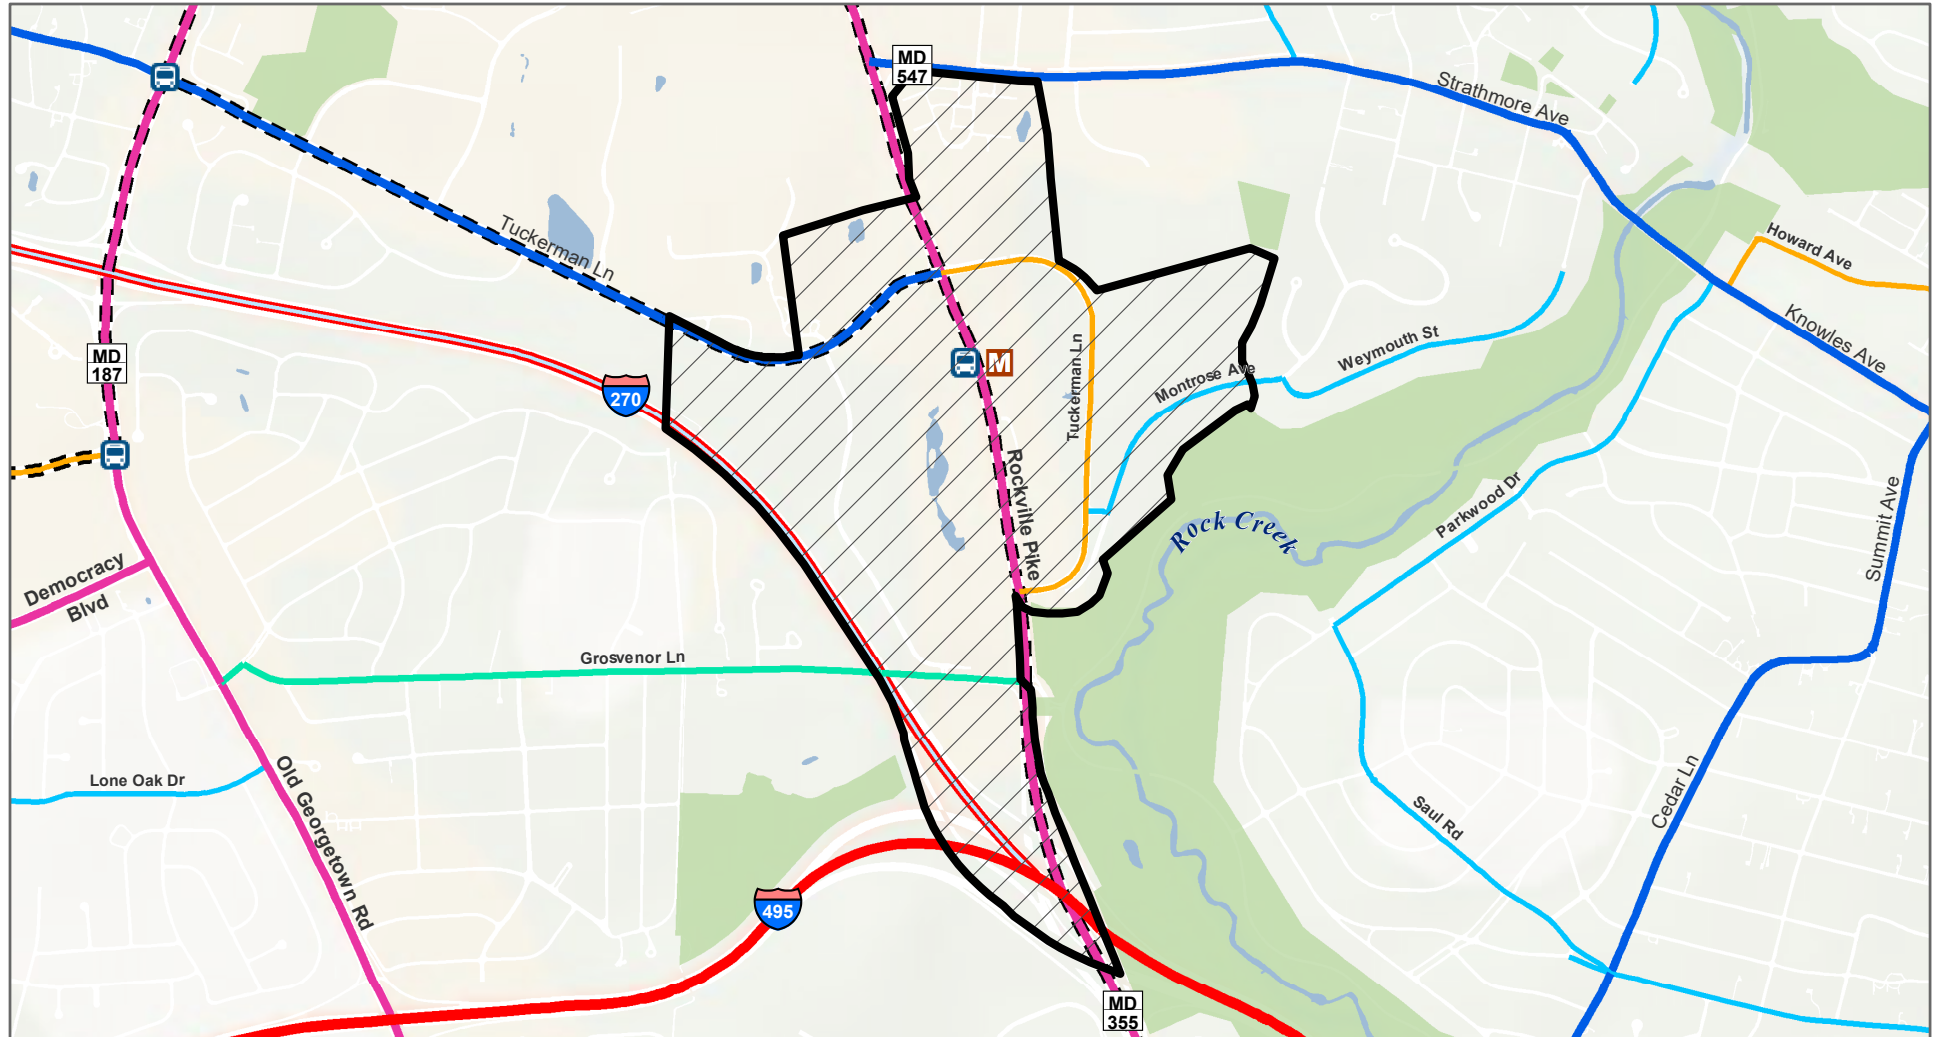 MD
547
Strathmore Ave
Tuckerman Ln
Howard Ave
Knowles Ave
MD
187
270
M
Tuckerman Ln
Montrose Ave
Weymouth St
Rockville Pike
Rock Creek
Parkwood Dr
Summit Ave
Democracy
Blvd
Grosvenor Ln
Lone Oak Dr
Old Georgetown Rd
Cedar Ln
Saul Rd
495
MD
355